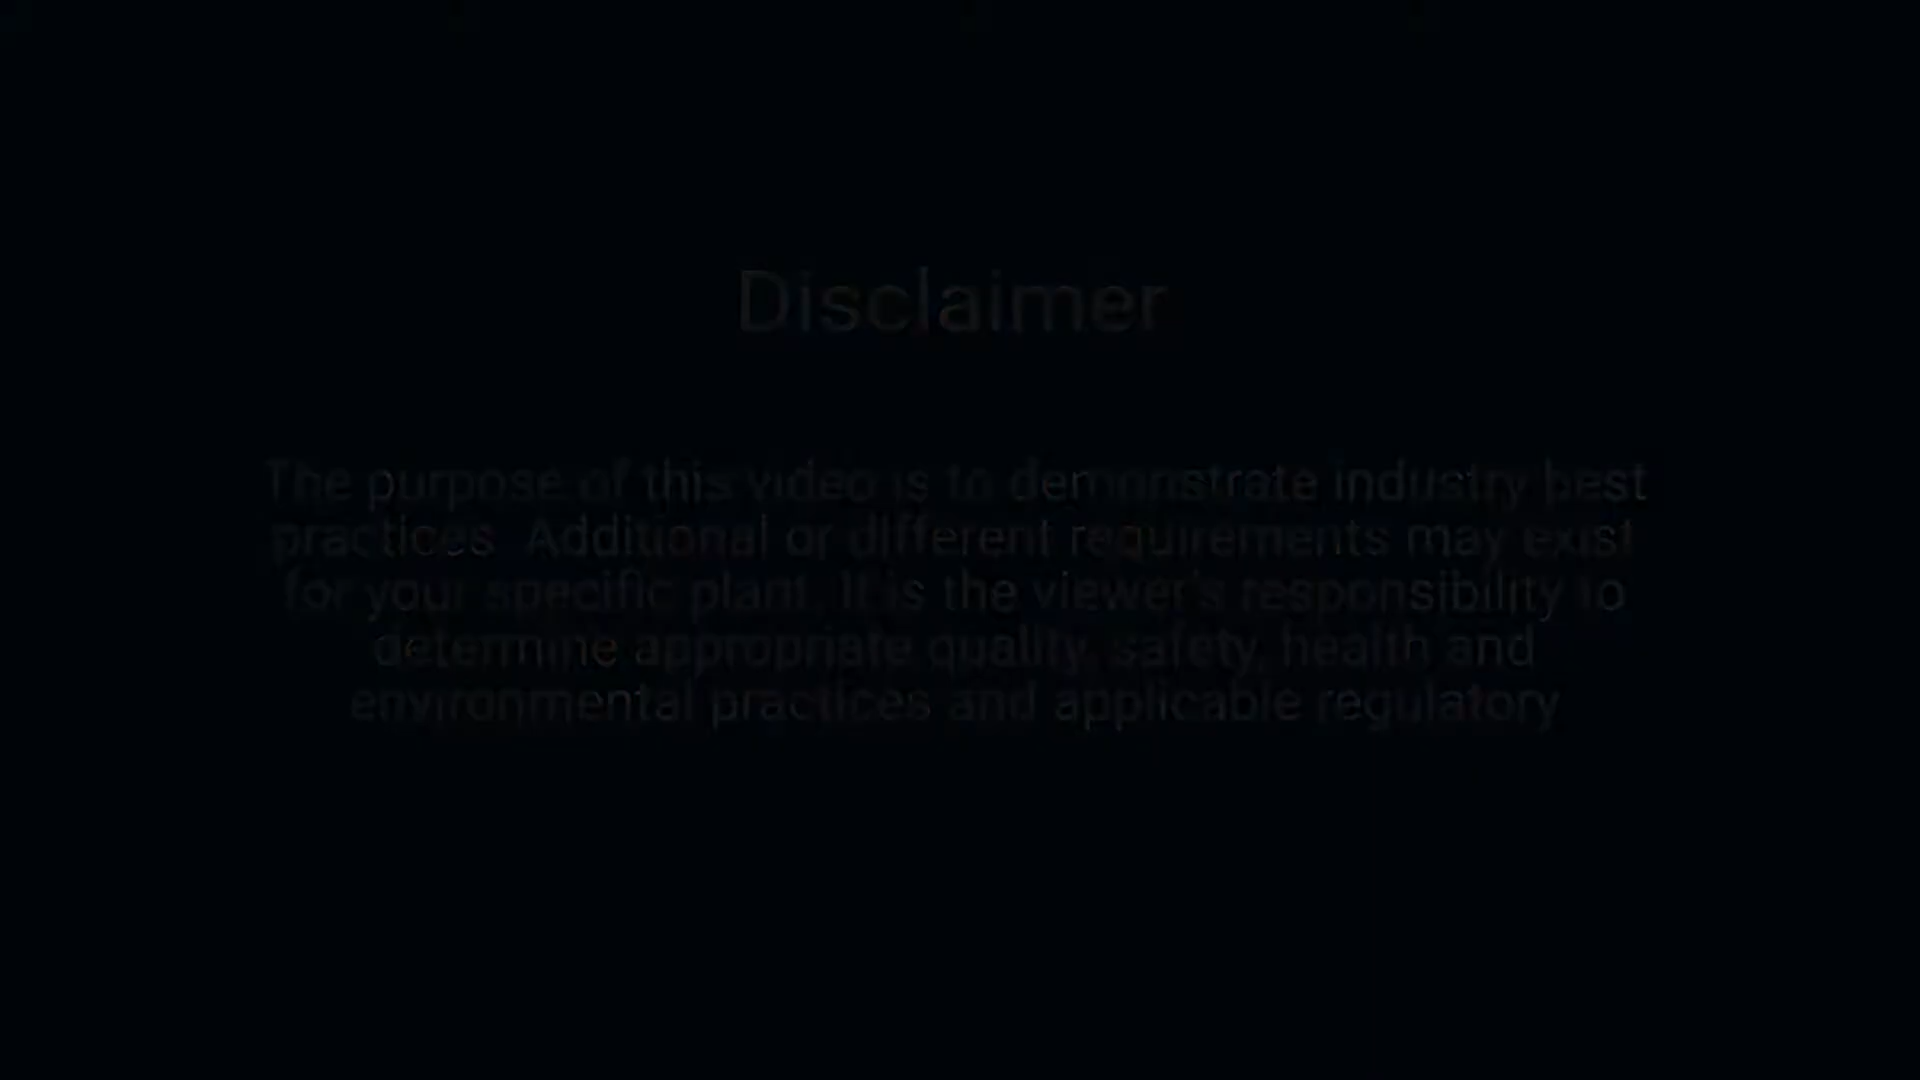 Disclaimer
The purpose of this video is to demonstrate industry best
practices. Additional or different requirements may exist
for your specific plant. It is the viewer's responsibility to
determine appropriate quality, safety, health and
environmental practices and applicable regulatory